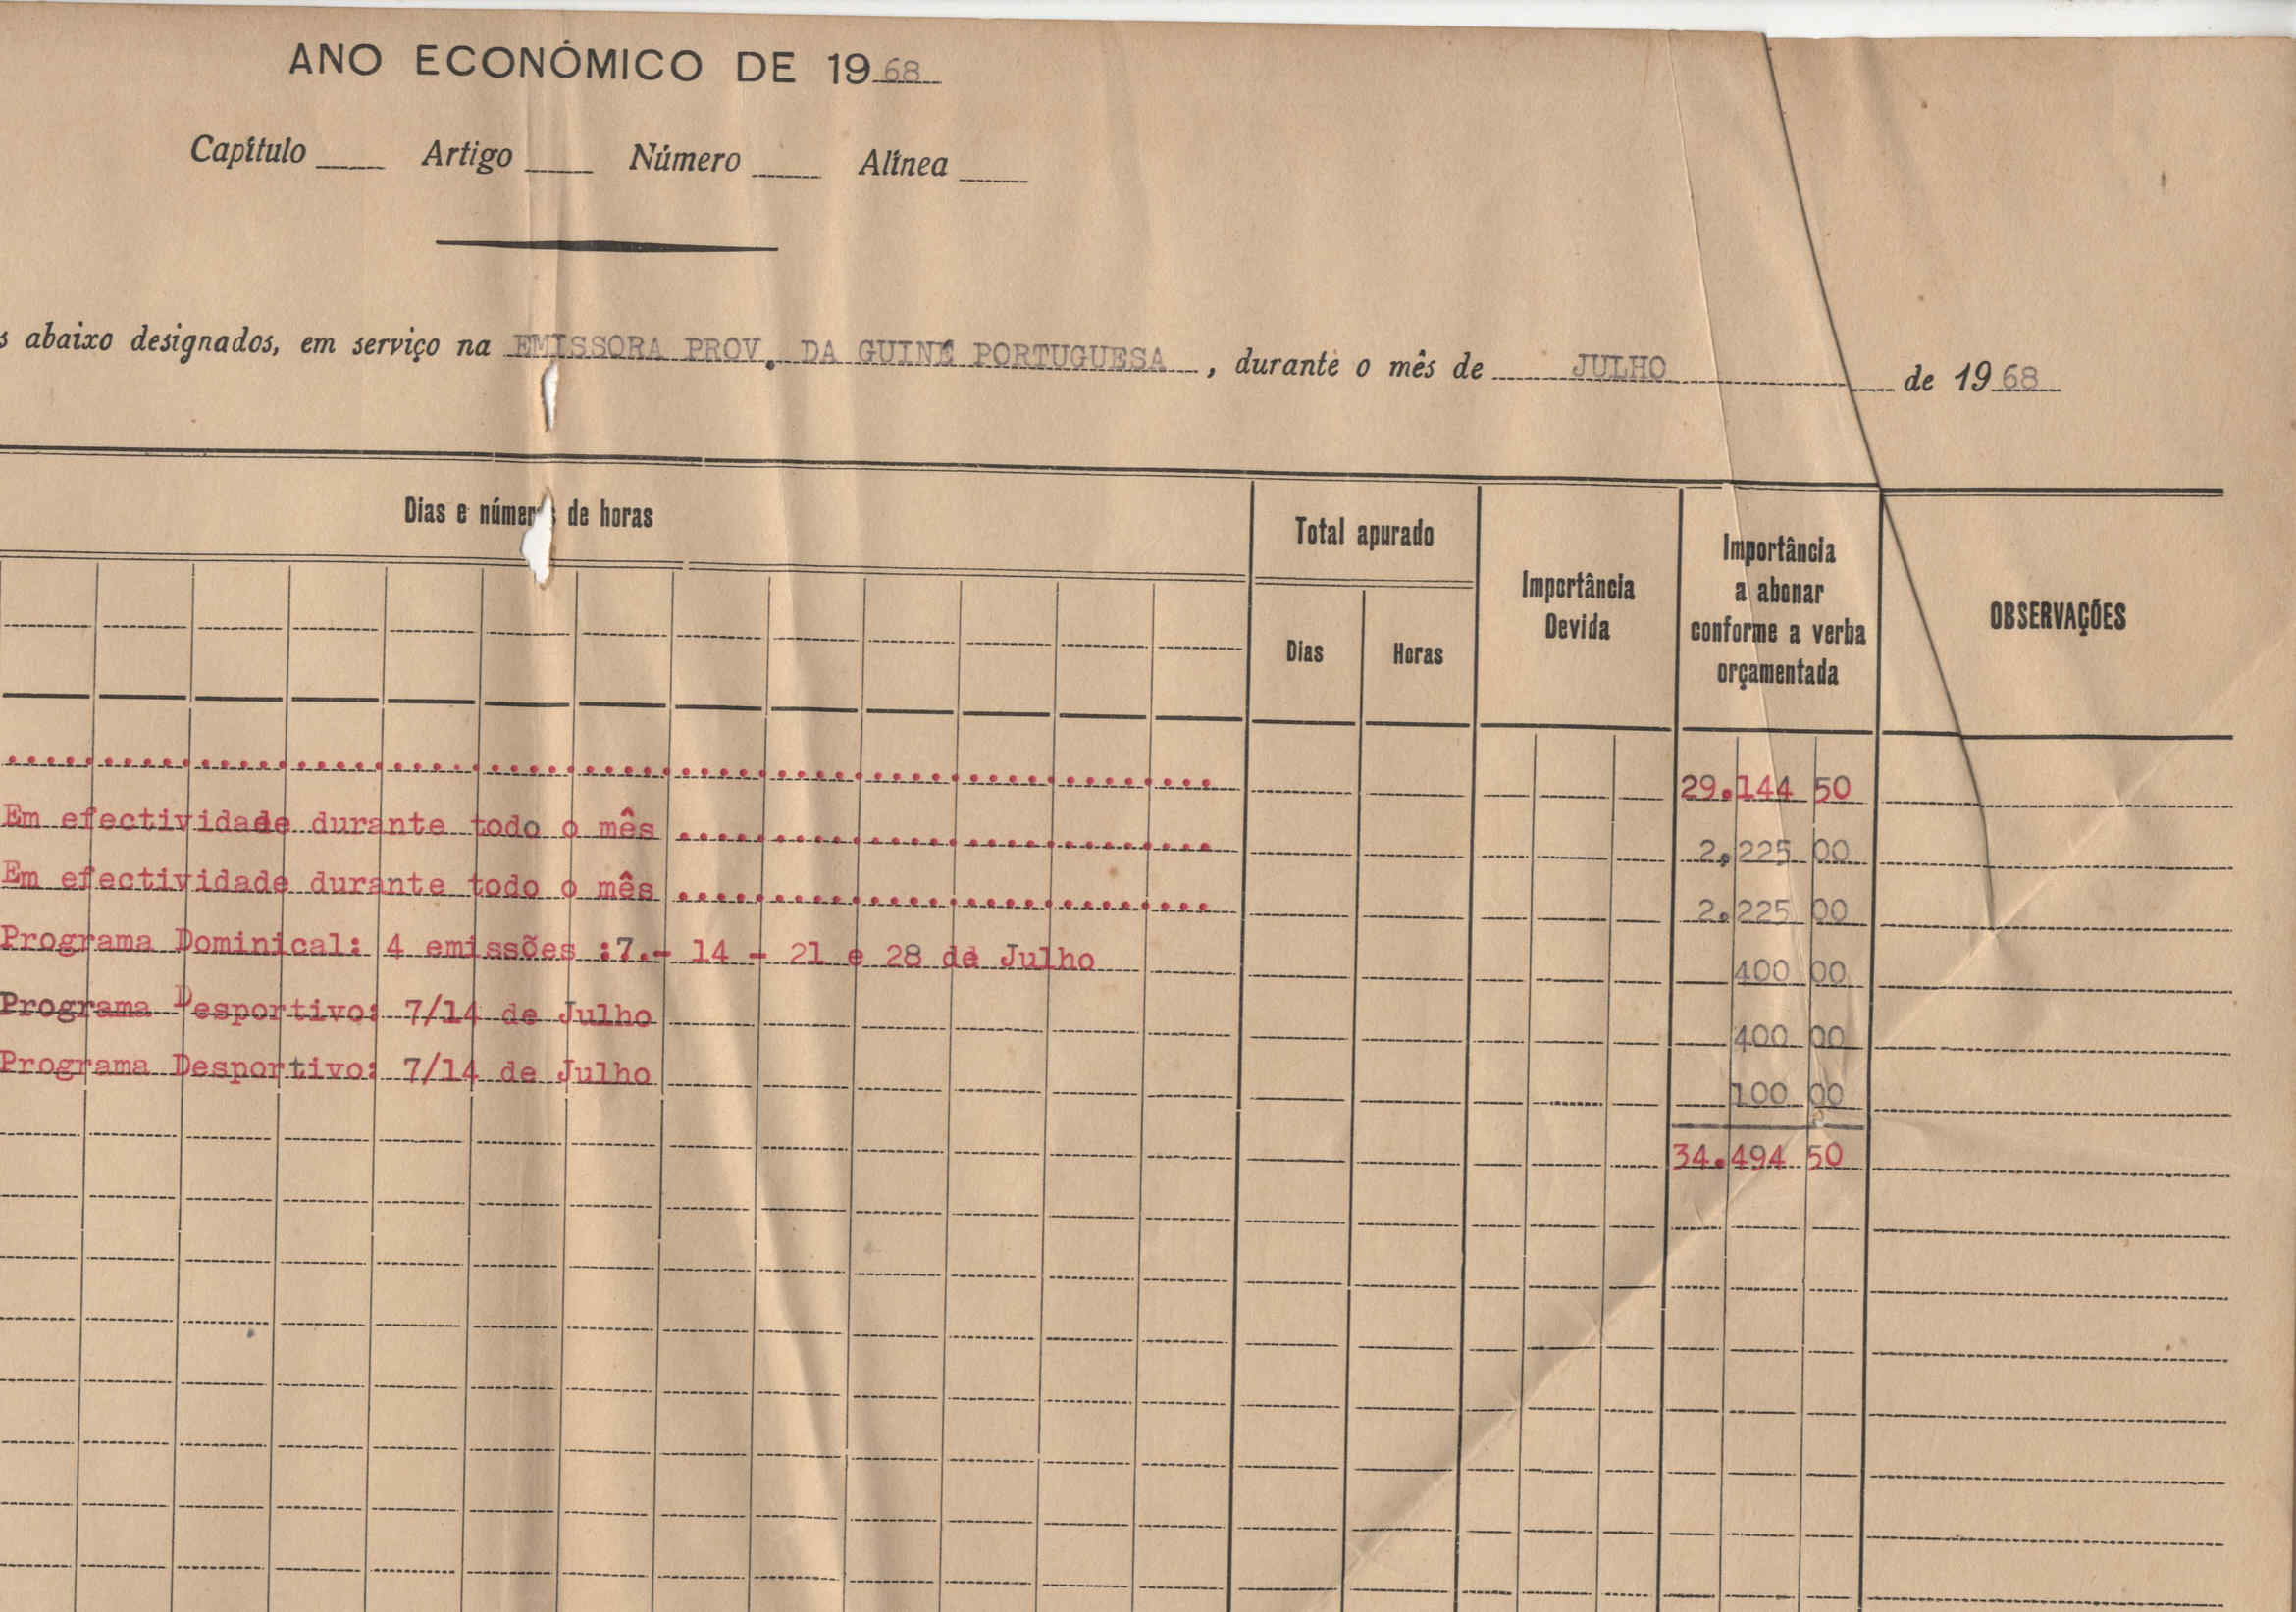 ANO ECONÓMICO DE 1968
Capítulo Artigo Número Alínea
s abaixo designados, em serviço na EMISSORA PROV. DA GUINÉ PORTUGUESA, durante o mês de JULHO de 1968
Dias e números de horas
Total apurado
Dias Horas
Importância
Devida
Importância
a abonar
conforme a verba
orçamentada
OBSERVAÇÕES
29.144 50
Em efectividade durante todo o mês 2.225 00
Em efectividade durante todo o mês 2.225 00
Programa Dominical: 4 emissões :7.- 14 - 21 e 28 de Julho 400 00
Programa Desportivo: 7/14 de Julho 400 00
Programa Desportivo: 7/14 de Julho 100 00
34.494 50